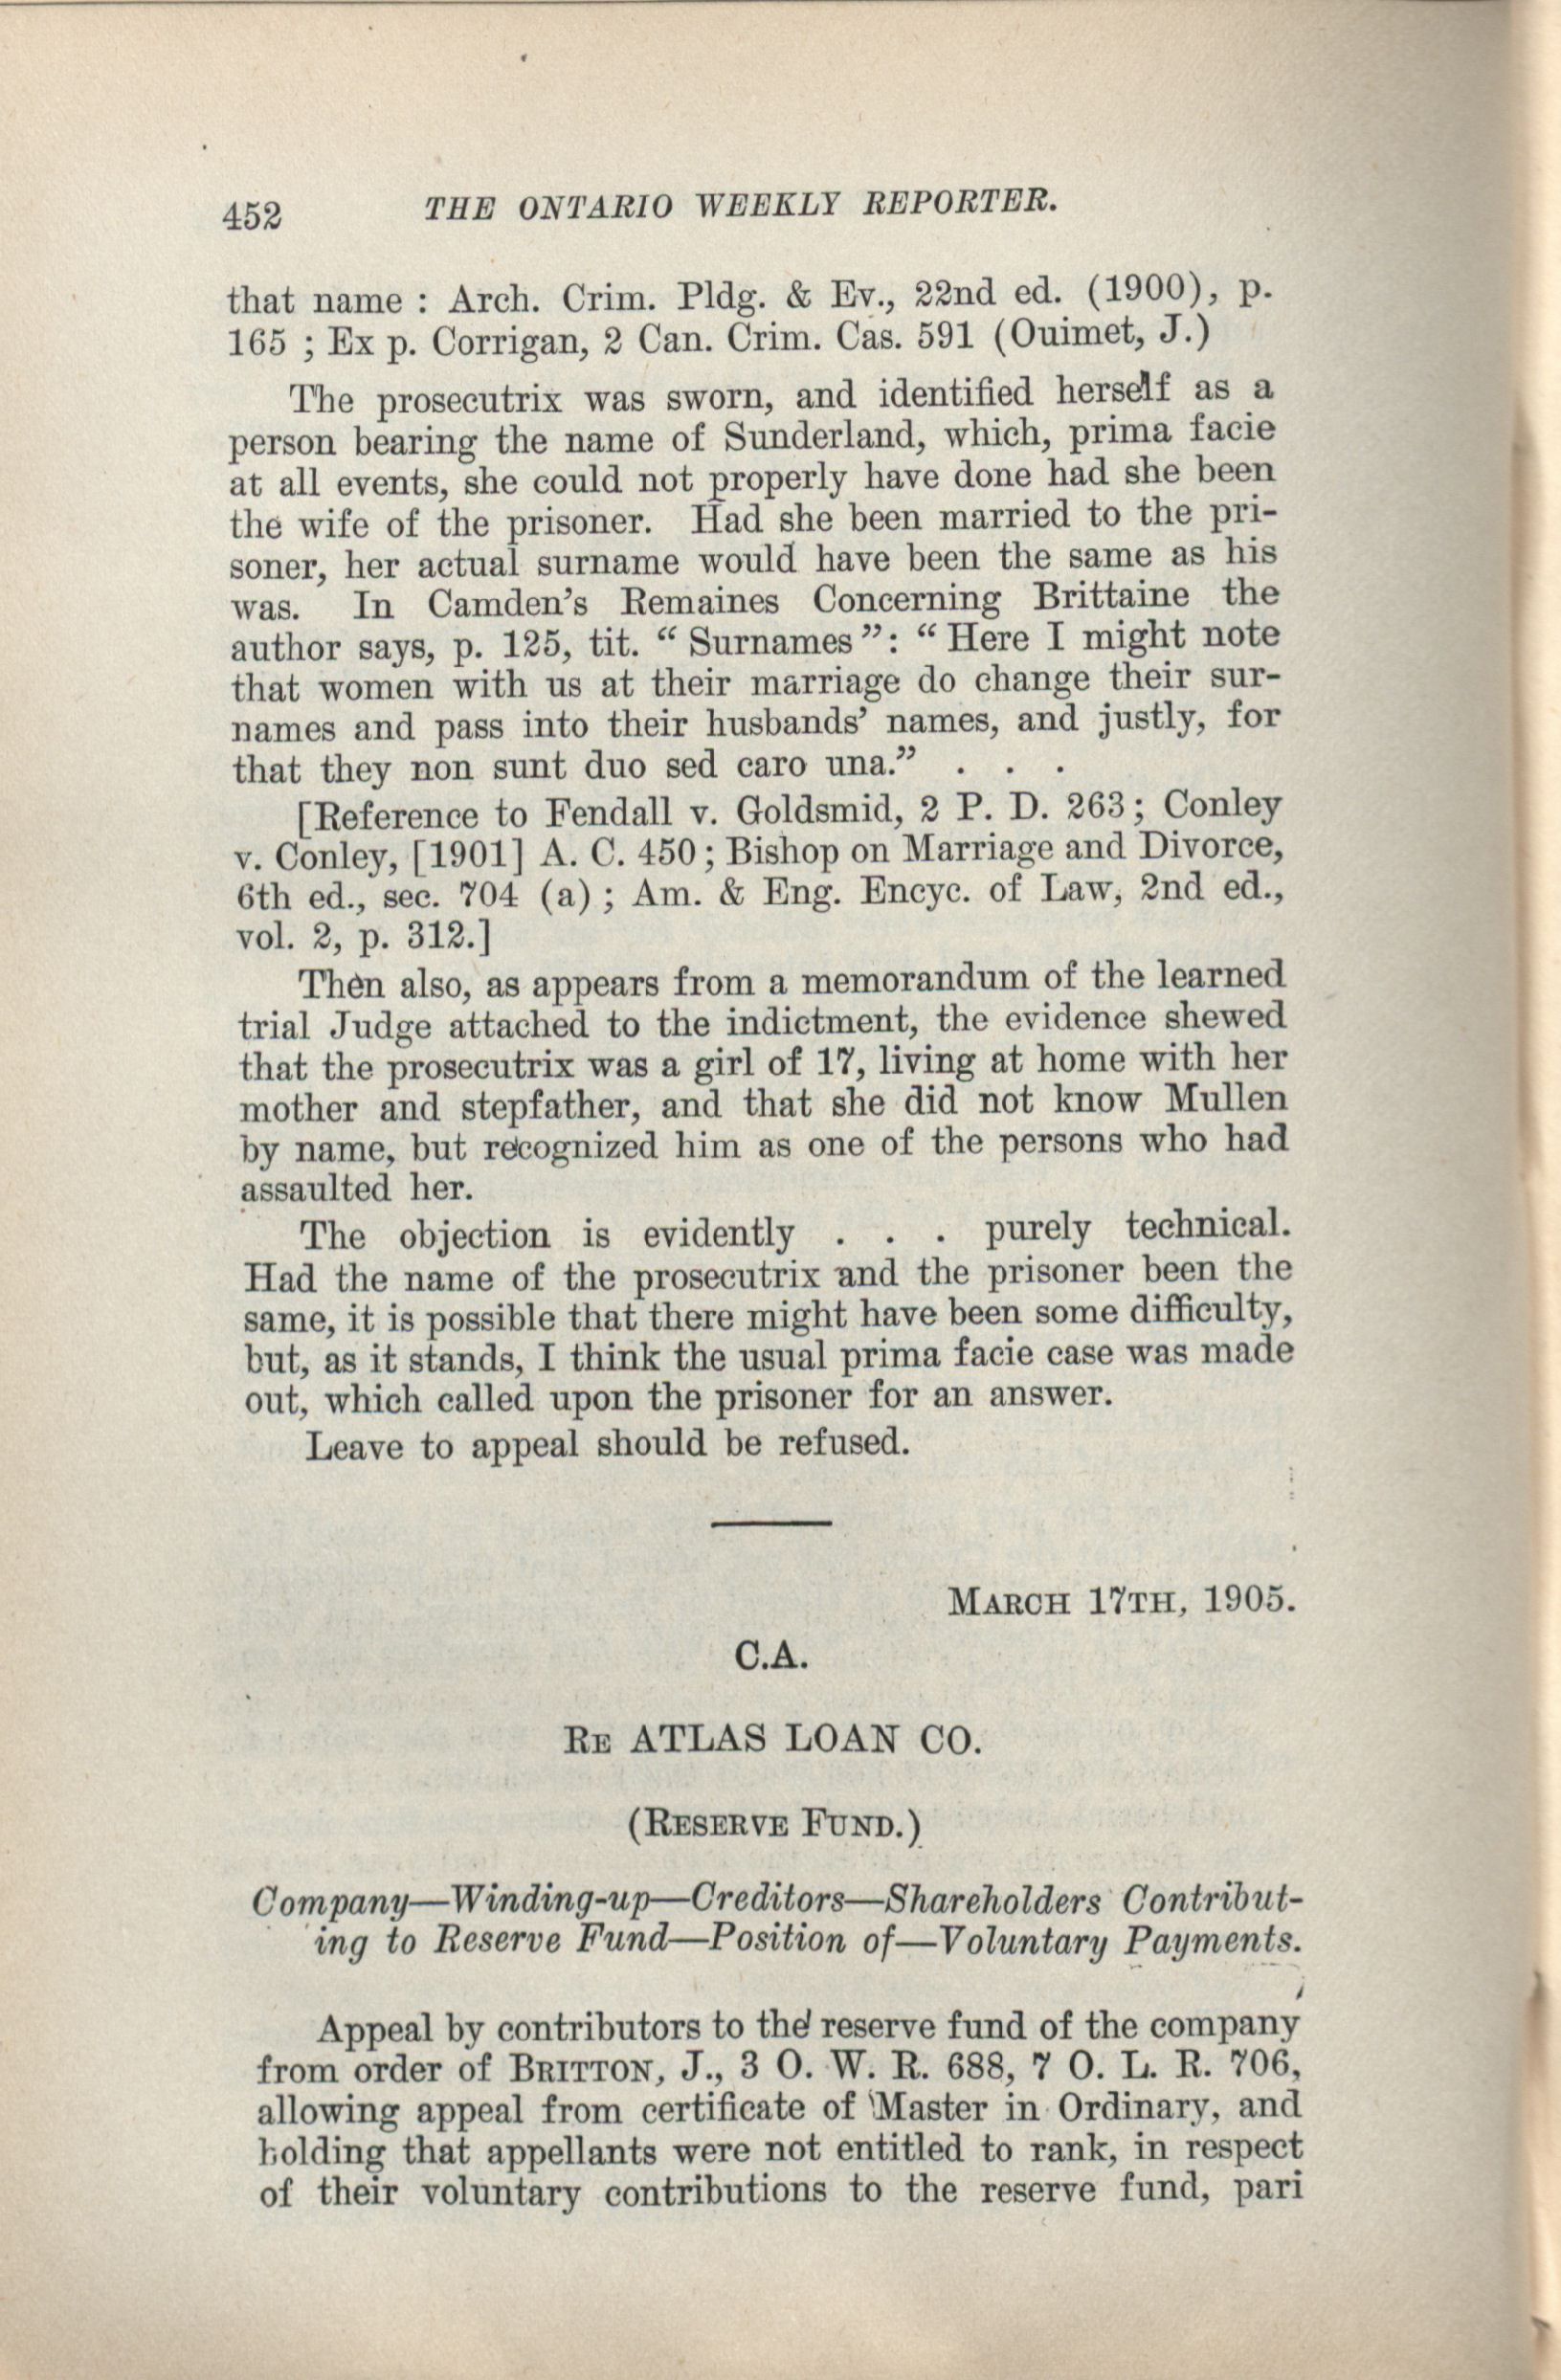 452 THE ONTARIO WEEKLY REPORTER.
that name : Arch. Crim. Pldg. & Ev., 22nd ed. (1900), p.
165 ; Ex p. Corrigan, 2 Can. Crim. Cas. 591 (Ouimet, J.)
The prosecutrix was sworn, and identified herself as a
person bearing the name of Sunderland, which, prima facie
at all events, she could not properly have done had she been
the wife of the prisoner. Had she been married to the pri-
soner, her actual surname would have been the same as his
was. In Camden's Remaines Concerning Brittaine the
author says, p. 125, tit. “ Surnames ”: “ Here I might note
that women with us at their marriage do change their sur-
names and pass into their husbands’ names, and justly, for
that they non sunt duo sed caro una.” . . .
[Reference to Fendall v. Goldsmid, 2 P. D. 263; Conley
v. Conley, [1901] A. C. 450; Bishop on Marriage and Divorce,
6th ed., sec. 704 (a) ; Am. & Eng. Encyc. of Law, 2nd ed.,
vol. 2, p. 312.]
Then also, as appears from a memorandum of the learned
trial Judge attached to the indictment, the evidence shewed
that the prosecutrix was a girl of 17, living at home with her
mother and stepfather, and that she did not know Mullen
by name, but recognized him as one of the persons who had
assaulted her.
The objection is evidently . . . purely technical.
Had the name of the prosecutrix and the prisoner been the
same, it is possible that there might have been some difficulty,
but, as it stands, I think the usual prima facie case was made
out, which called upon the prisoner for an answer.
Leave to appeal should be refused.
MARCH 17TH, 1905.
C.A.
RE ATLAS LOAN CO.
(RESERVE FUND.)
Company—Winding-up—Creditors—Shareholders Contribut-
ing to Reserve Fund—Position of—Voluntary Payments.
Appeal by contributors to the reserve fund of the company
from order of BRITTON, J., 3 O. W. R. 688, 7 O. L. R. 706,
allowing appeal from certificate of Master in Ordinary, and
holding that appellants were not entitled to rank, in respect
of their voluntary contributions to the reserve fund, pari